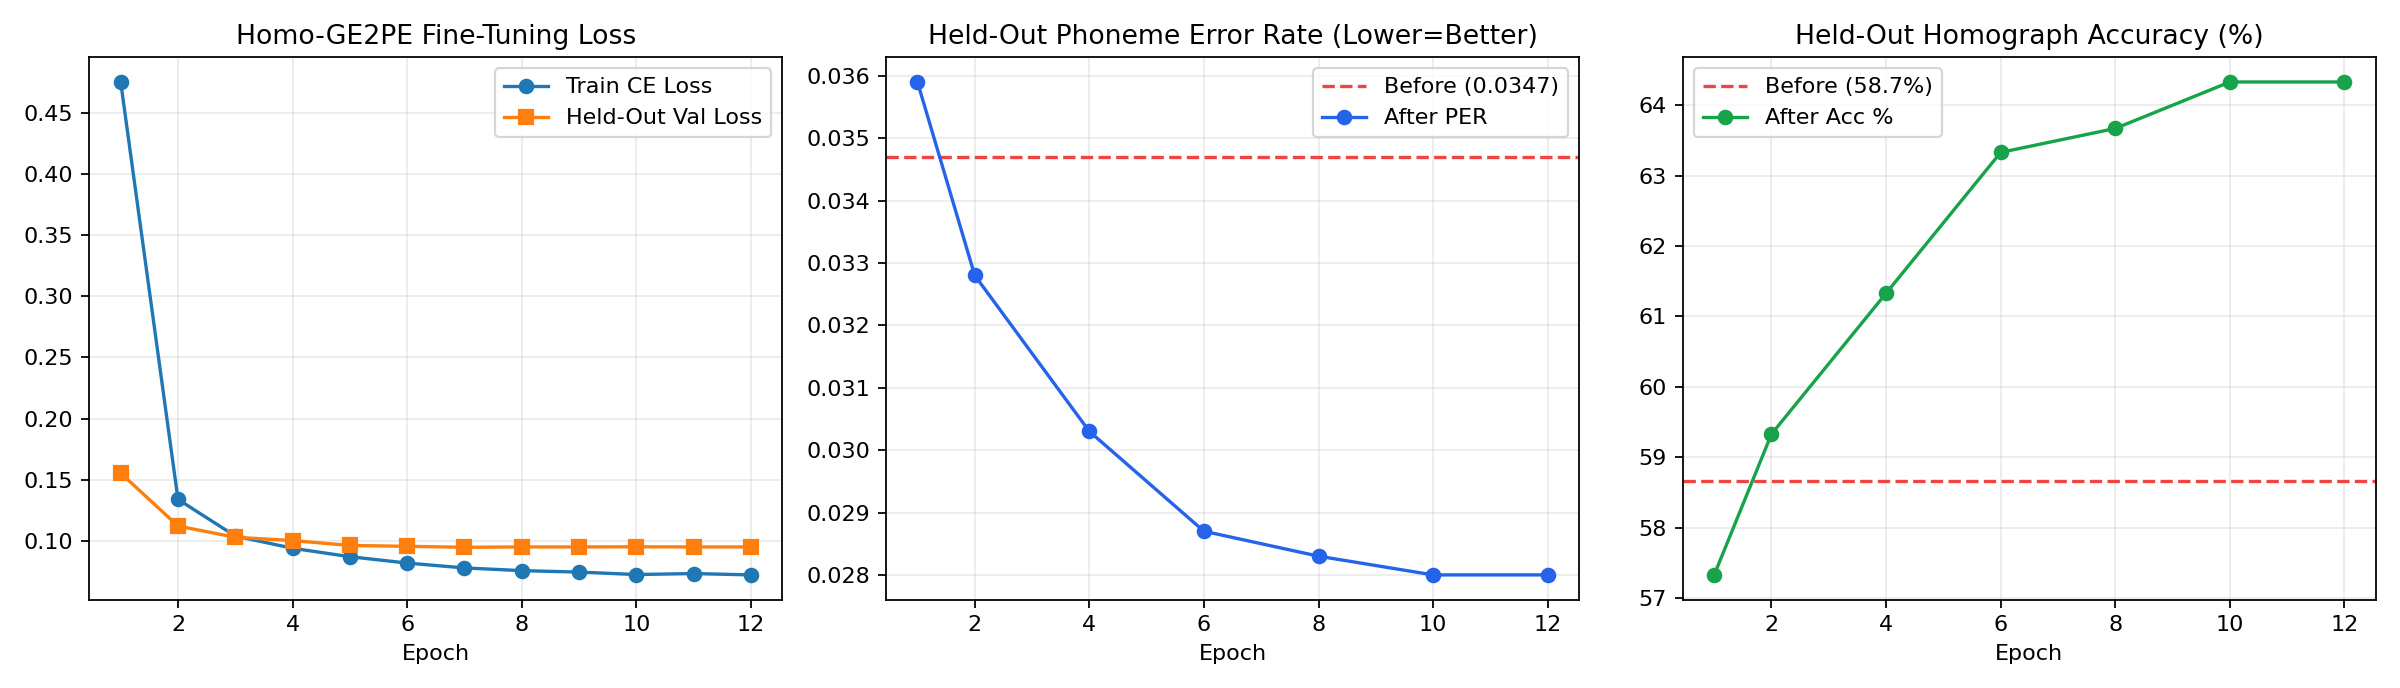 Homo-GE2PE Fine-Tuning Loss
Train CE Loss
Held-Out Val Loss
0.45
0.40
0.35
0.30
0.25
0.20
0.15
0.10
2 4 6 8 10 12
Epoch
Held-Out Phoneme Error Rate (Lower=Better)
Before (0.0347)
After PER
0.036
0.035
0.034
0.033
0.032
0.031
0.030
0.029
0.028
2 4 6 8 10 12
Epoch
Held-Out Homograph Accuracy (%)
Before (58.7%)
After Acc %
64
63
62
61
60
59
58
57
2 4 6 8 10 12
Epoch